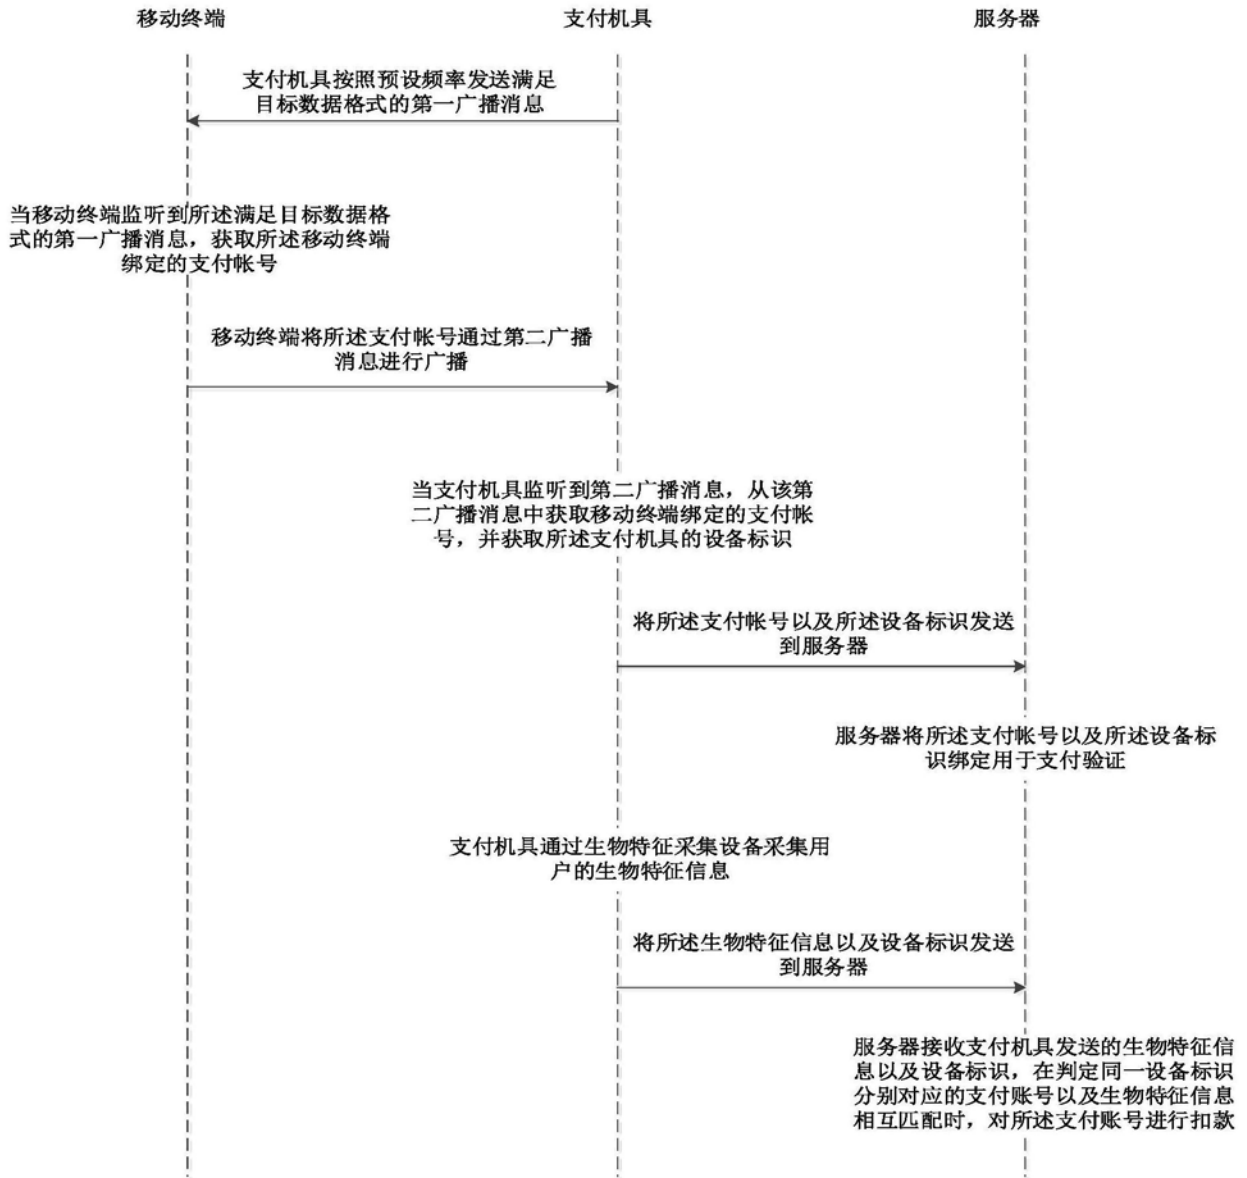 移动终端
支付机具
服务器
支付机具按照预设频率发送满足
目标数据格式的第一广播消息
当移动终端监听到所述满足目标数据格
式的第一广播消息，获取所述移动终端
绑定的支付帐号
移动终端将所述支付帐号通过第二广播
消息进行广播
当支付机具监听到第二广播消息，从该第
二广播消息中获取移动终端绑定的支付帐
号，并获取所述支付机具的设备标识
将所述支付帐号以及所述设备标识发送
到服务器
服务器将所述支付帐号以及所述设备标
识绑定用于支付验证
支付机具通过生物特征采集设备采集用
户的生物特征信息
将所述生物特征信息以及设备标识发送
到服务器
服务器接收支付机具发送的生物特征信
息以及设备标识，在判定同一设备标识
分别对应的支付账号以及生物特征信息
相互匹配时，对所述支付账号进行扣款